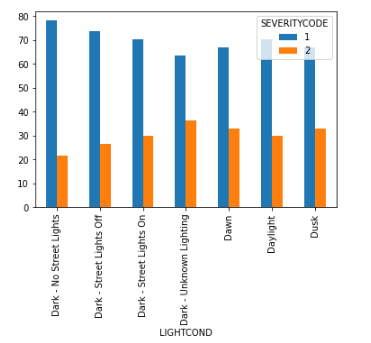 80
70
60
50
40
30
20
10
0
SEVERITYCODE
1
2
Dark - No Street Lights
Dark - Street Lights Off
Dark - Street Lights On
Dark - Unknown Lighting
Dawn
Daylight
Dusk
LIGHTCOND